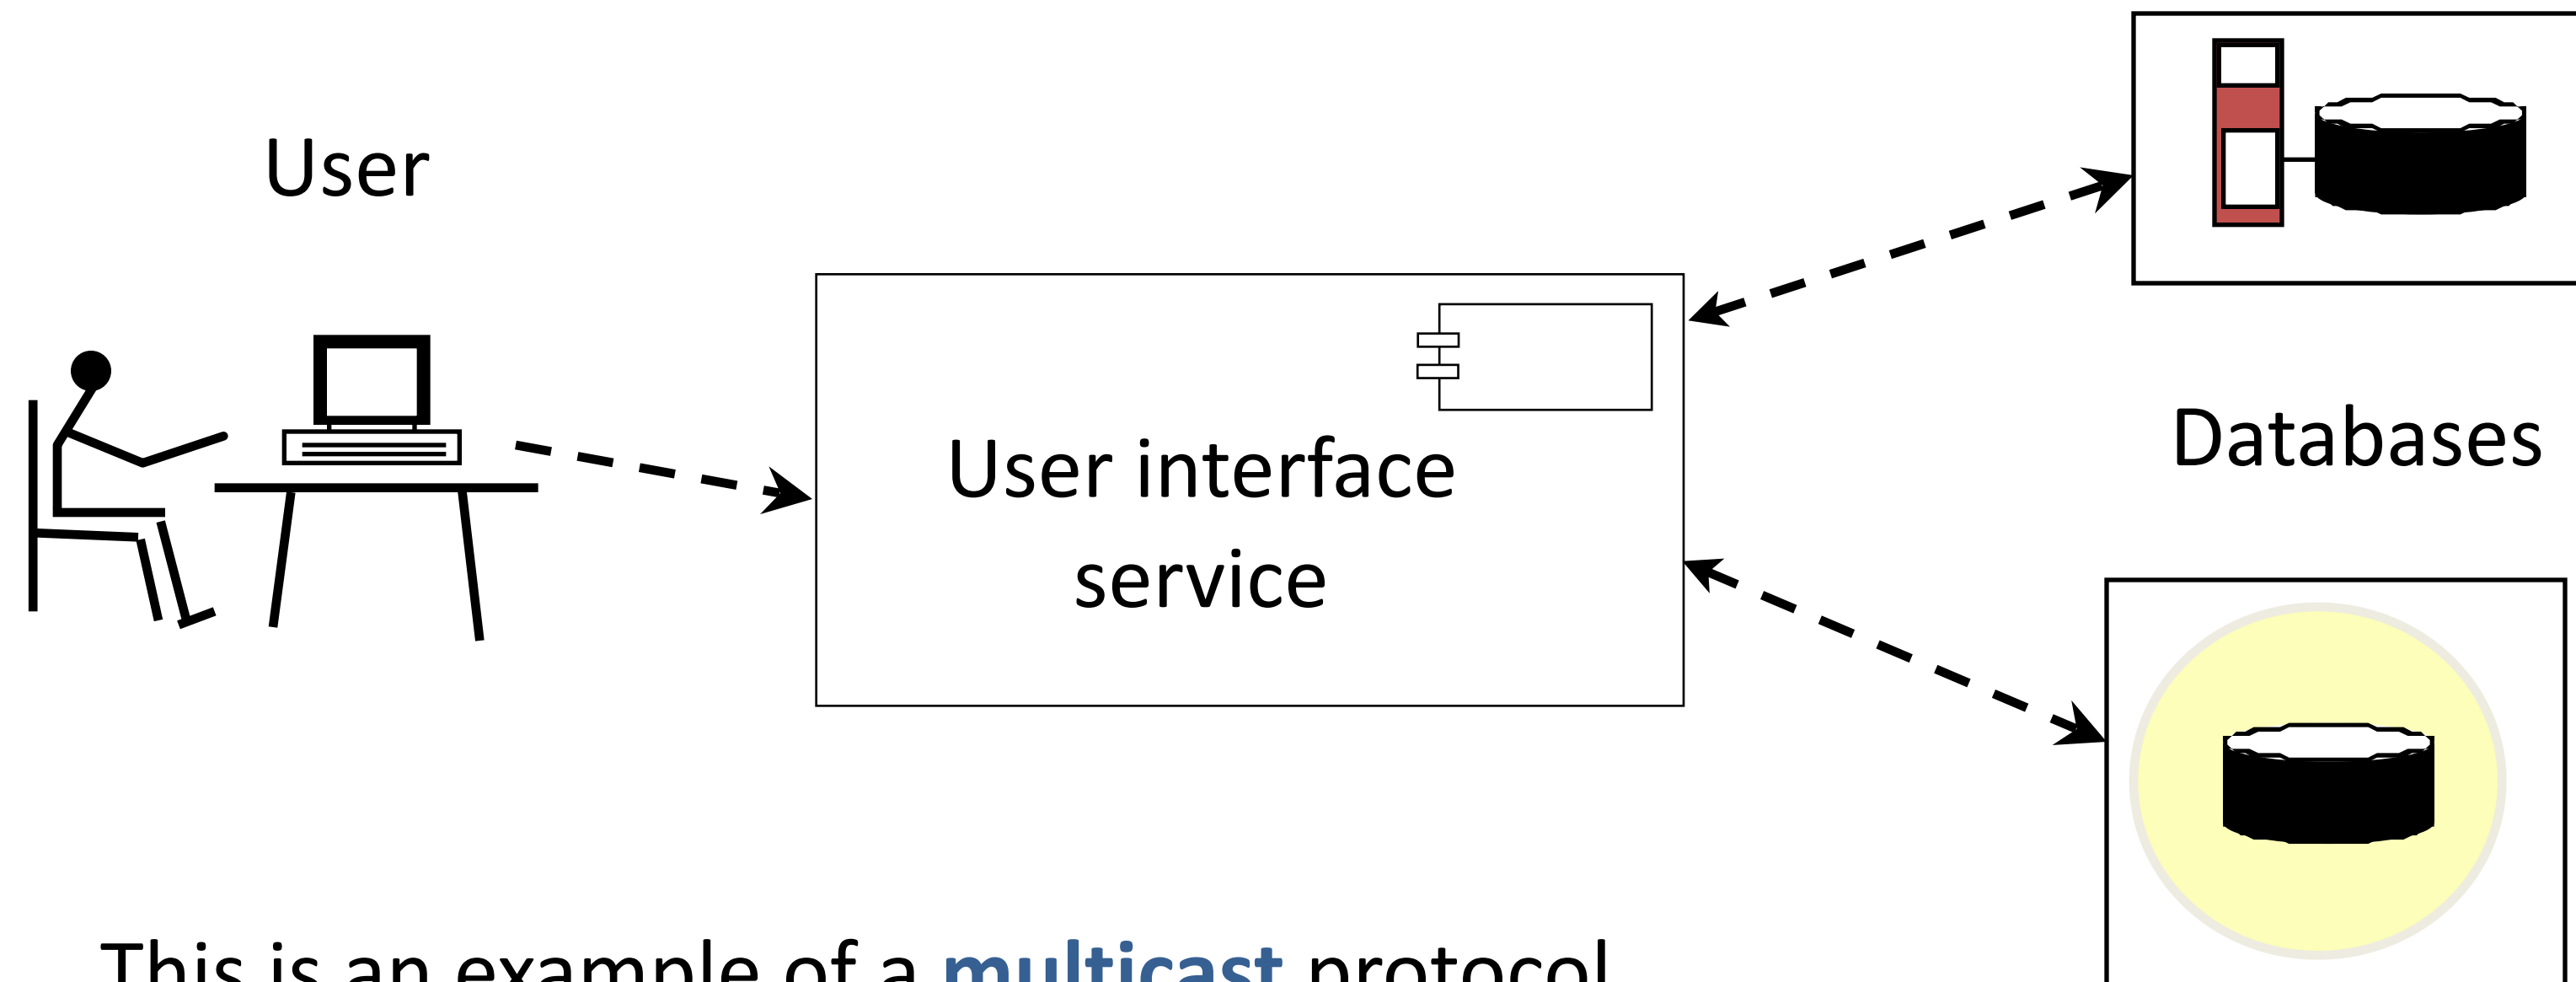 User
User interface
service
Databases
This is an example of a multicast protocol